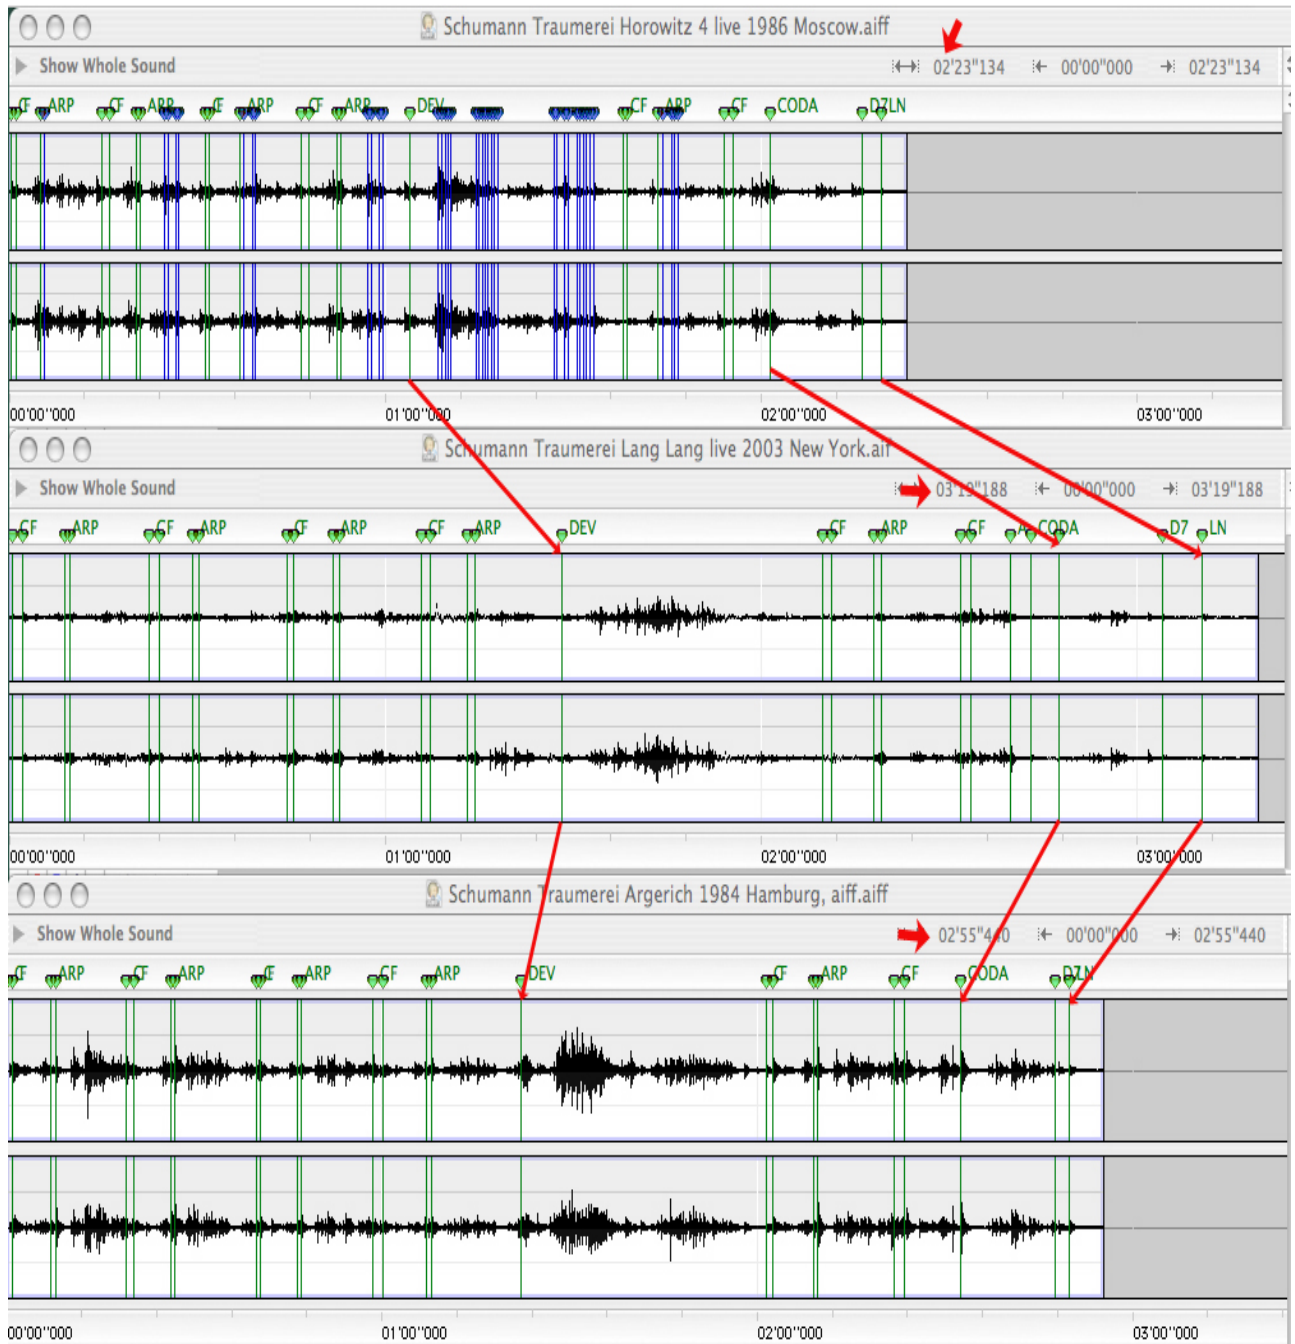 Schumann Traumerei Horowitz 4 live 1986 Moscow.aiff
Show Whole Sound 02'23"134 00'00"000 02'23"134
CF ARP CF ARP CF ARP CF ARP DEV CF ARP CF CODA D7 LN
00'00"000 01'00"000 02'00"000 03'00"000
Schumann Traumerei Lang Lang live 2003 New York.aif
Show Whole Sound 03'19"188 00'00"000 03'19"188
CF ARP CF ARP CF ARP CF ARP DEV CF ARP CF A CODA D7 LN
00'00"000 01'00"000 02'00"000 03'00"000
Schumann Traumerei Argerich 1984 Hamburg, aiff.aiff
Show Whole Sound 02'55"440 00'00"000 02'55"440
CF ARP CF ARP CF ARP CF ARP DEV CF ARP CF CODA D7 LN
00'00"000 01'00"000 02'00"000 03'00"000